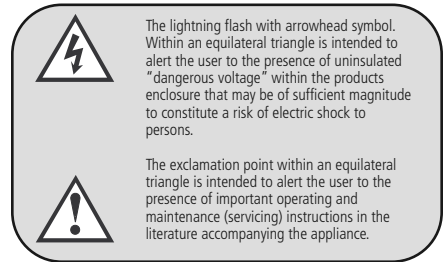 The lightning flash with arrowhead symbol.
Within an equilateral triangle is intended to
alert the user to the presence of uninsulated
“dangerous voltage” within the products
enclosure that may be of sufficient magnitude
to constitute a risk of electric shock to
persons.
The exclamation point within an equilateral
triangle is intended to alert the user to the
presence of important operating and
maintenance (servicing) instructions in the
literature accompanying the appliance.